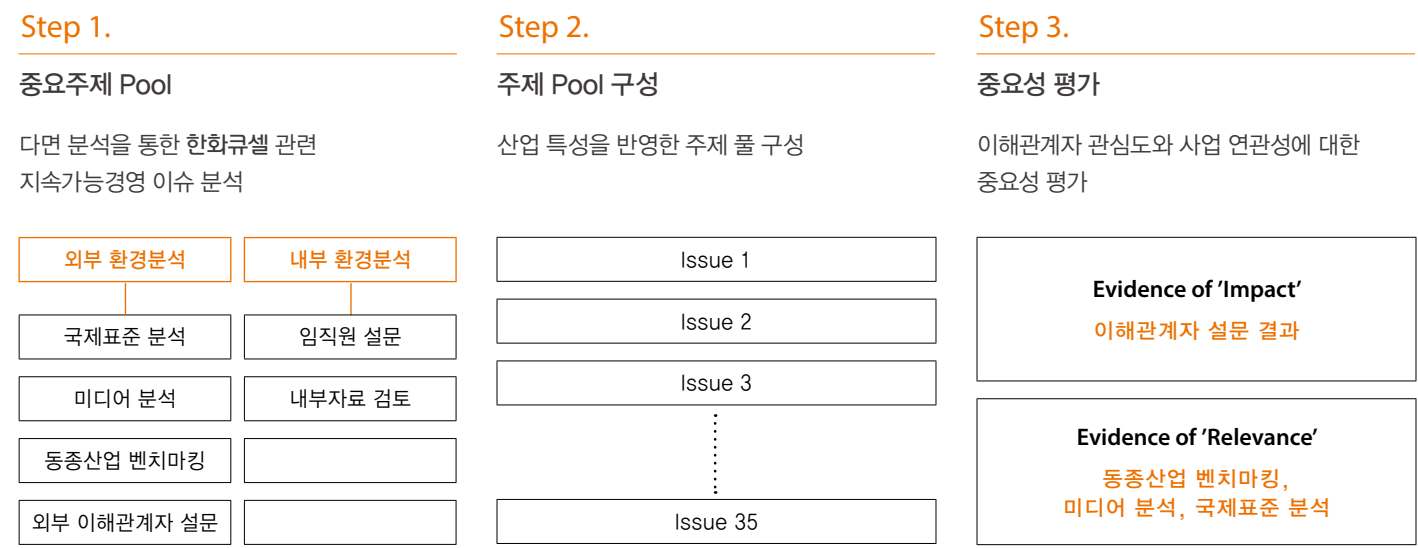 Step 1.
중요주제 Pool
다면 분석을 통한 한화큐셀 관련
지속가능경영 이슈 분석
외부 환경분석
내부 환경분석
국제표준 분석
임직원 설문
미디어 분석
내부자료 검토
동종산업 벤치마킹
외부 이해관계자 설문
Step 2.
주제 Pool 구성
산업 특성을 반영한 주제 풀 구성
Issue 1
Issue 2
Issue 3
Issue 35
Step 3.
중요성 평가
이해관계자 관심도와 사업 연관성에 대한
중요성 평가
Evidence of ’Impact’
이해관계자 설문 결과
Evidence of ’Relevance’
동종산업 벤치마킹,
미디어 분석, 국제표준 분석